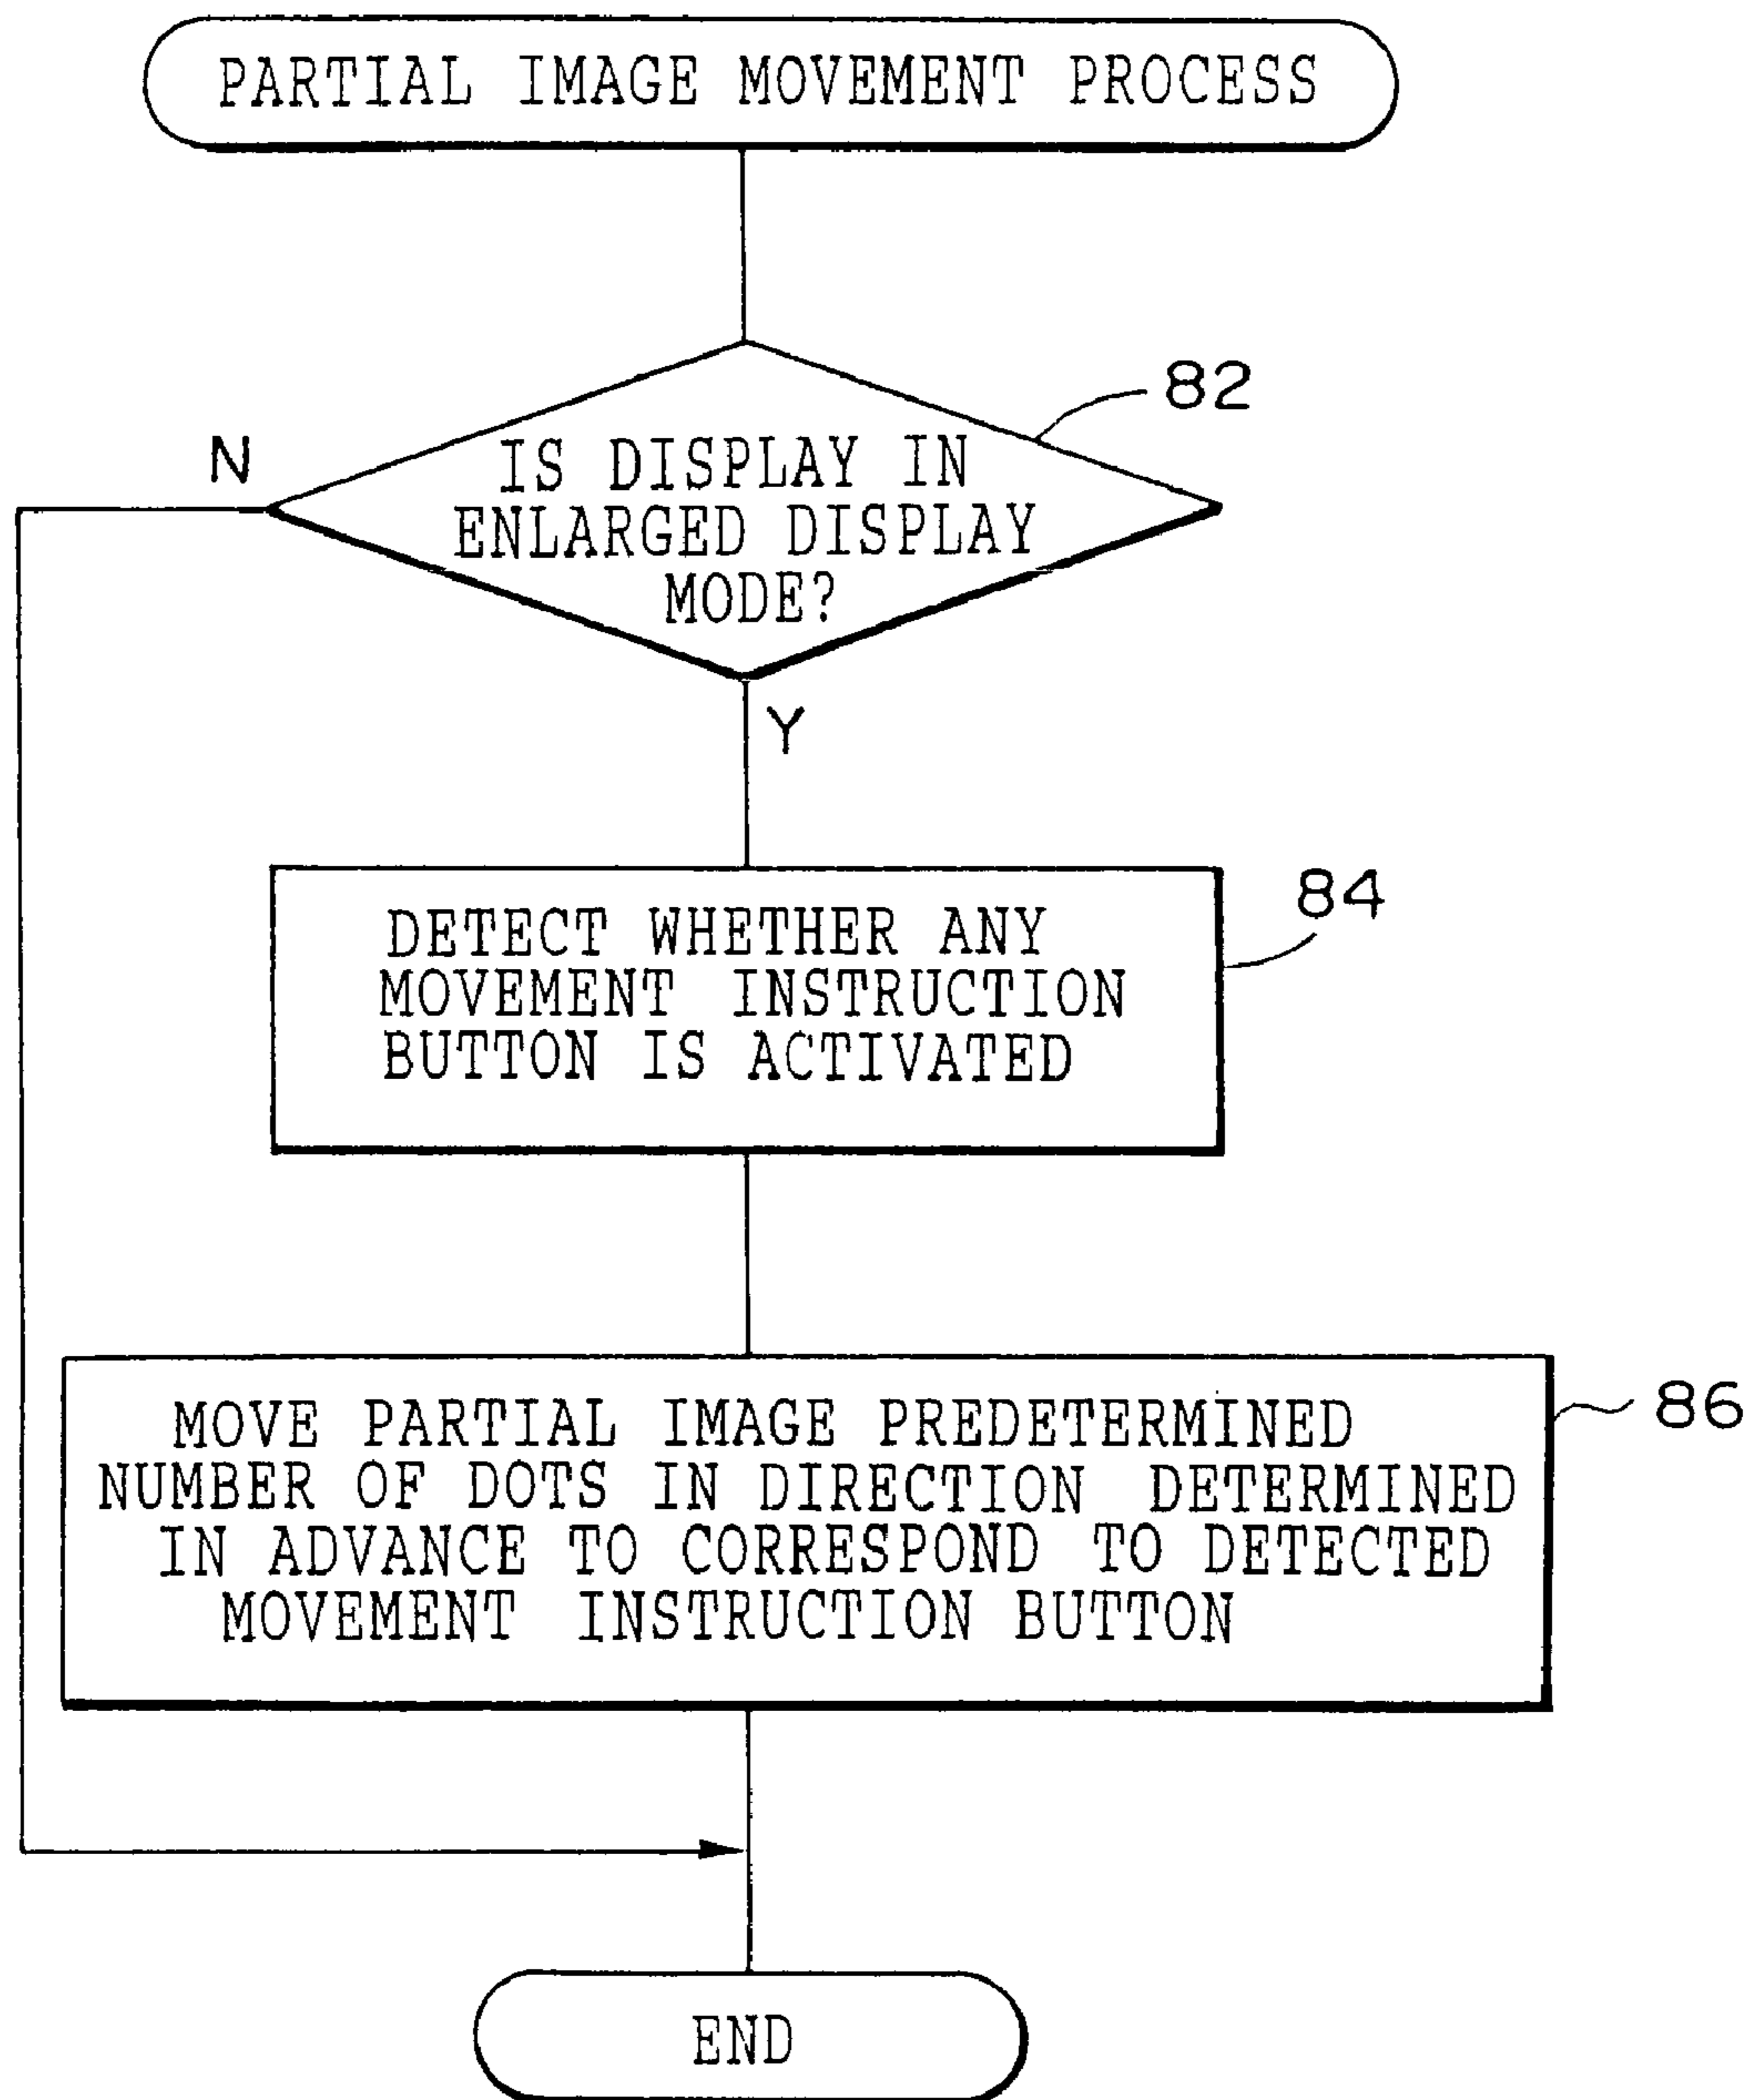 PARTIAL IMAGE MOVEMENT PROCESS
82
N
IS DISPLAY IN
ENLARGED DISPLAY
MODE?
Y
84
DETECT WHETHER ANY
MOVEMENT INSTRUCTION
BUTTON IS ACTIVATED
86
MOVE PARTIAL IMAGE PREDETERMINED
NUMBER OF DOTS IN DIRECTION DETERMINED
IN ADVANCE TO CORRESPOND TO DETECTED
MOVEMENT INSTRUCTION BUTTON
END